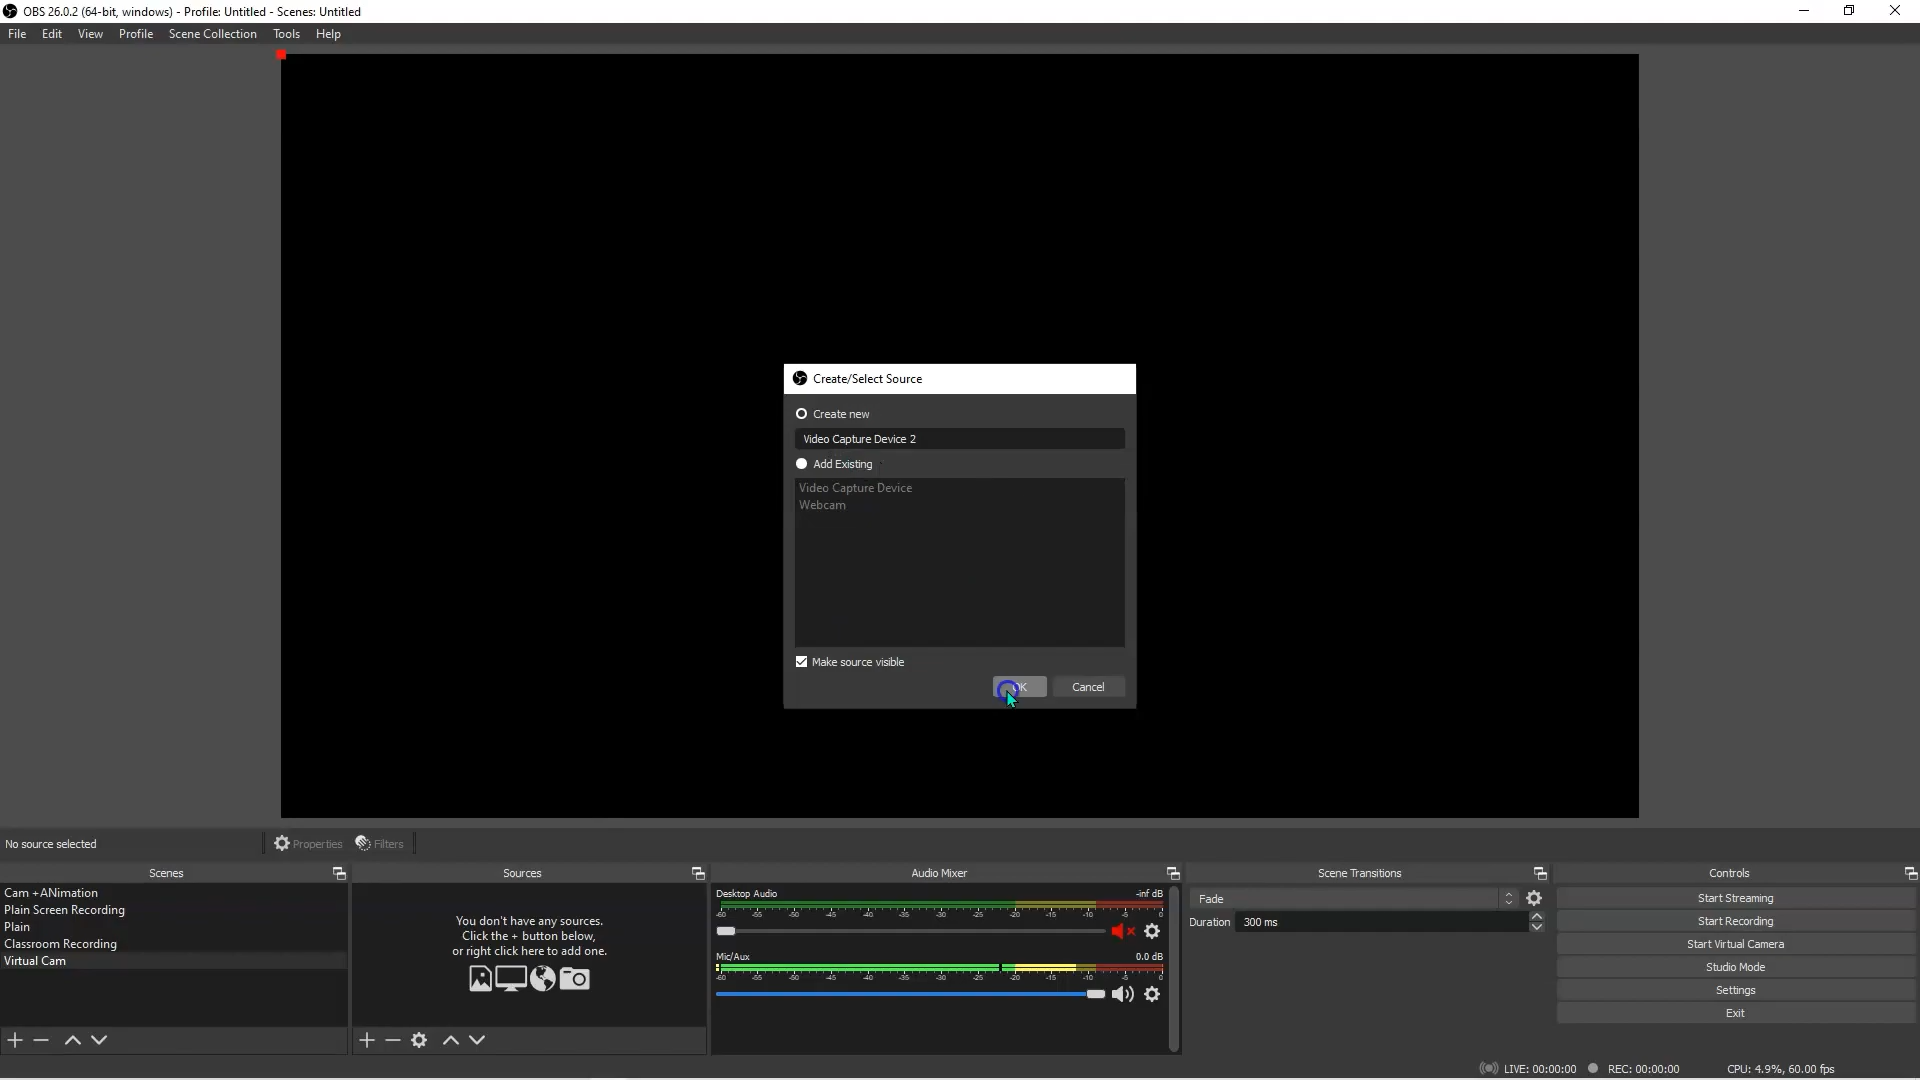 OBS 26.0.2 (64-bit, windows) - Profile: Untitled - Scenes: Untitled
File Edit View Profile Scene Collection Tools Help
Create/Select Source
Create new
Video Capture Device 2
Add Existing
Video Capture Device
Webcam
Make source visible
OK Cancel
No source selected Properties Filters
Scenes
Cam +ANimation
Plain Screen Recording
Plain
Classroom Recording
Virtual Cam
Sources
You don't have any sources.
Click the + button below,
or right click here to add one.
Audio Mixer
Desktop Audio -inf dB
-60 -55 -50 -45 -40 -35 -30 -25 -20 -15 -10 -5 0
Mic/Aux 0.0 dB
-60 -55 -50 -45 -40 -35 -30 -25 -20 -15 -10 -5 0
Scene Transitions
Fade
Duration 300 ms
Controls
Start Streaming
Start Recording
Start Virtual Camera
Studio Mode
Settings
Exit
LIVE: 00:00:00 REC: 00:00:00 CPU: 4.9%, 60.00 fps